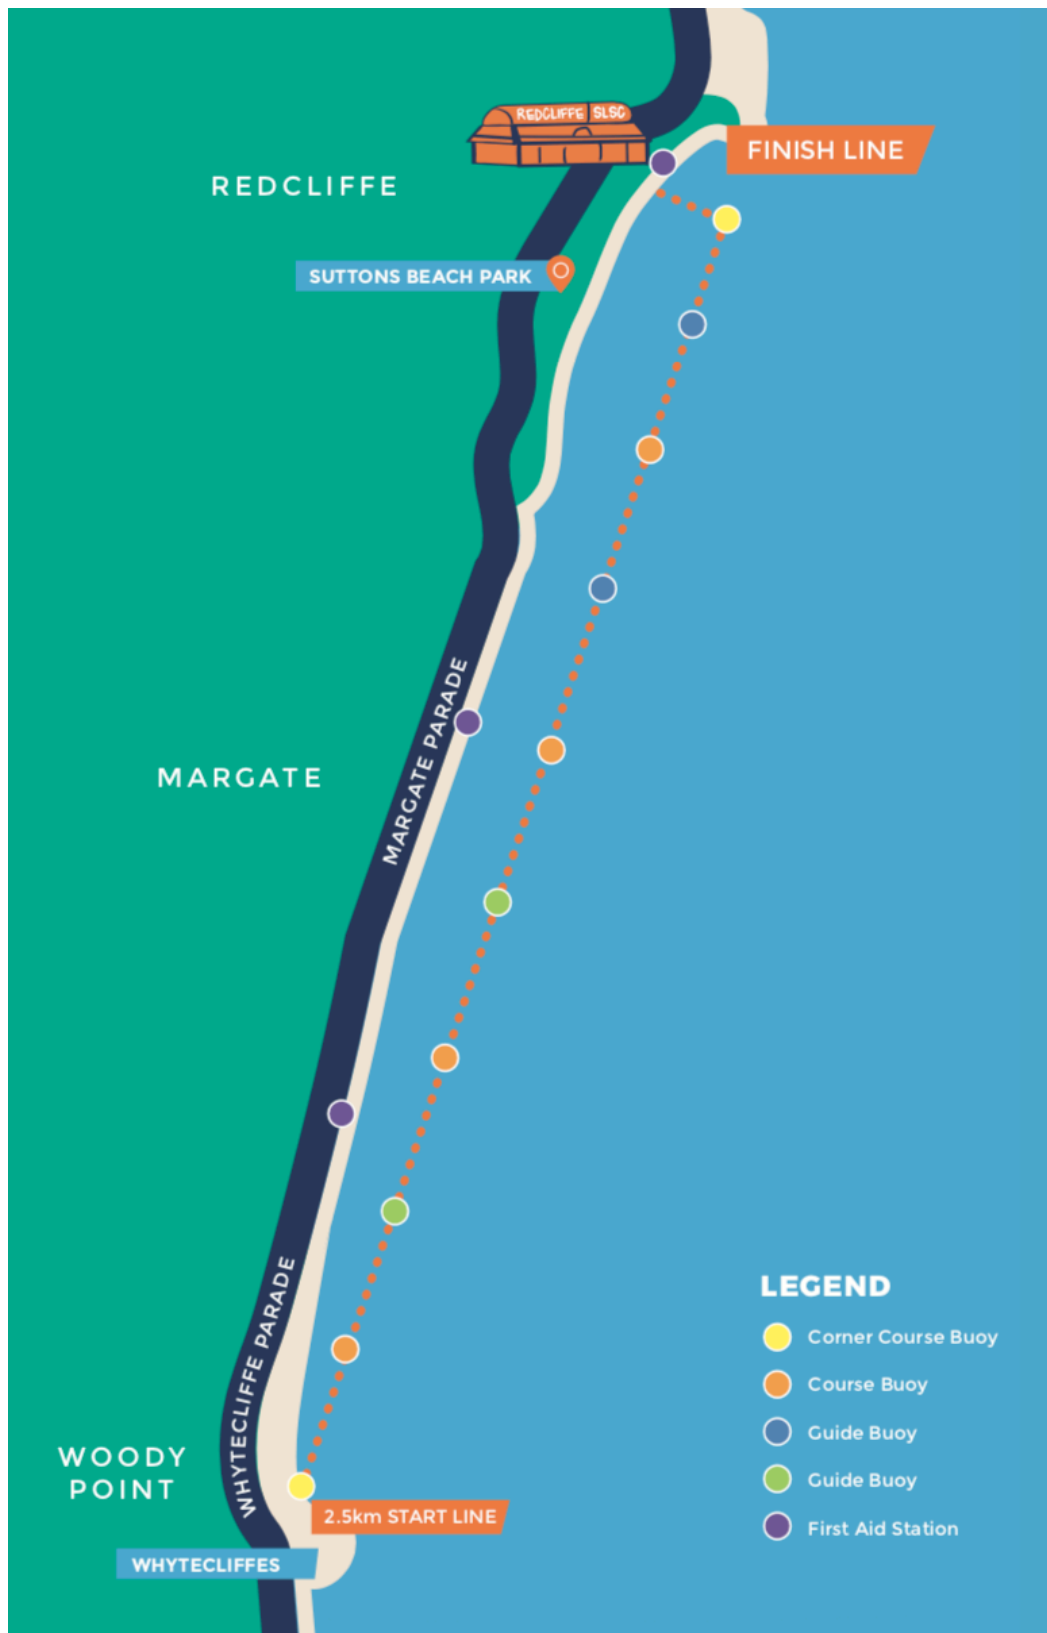 REDCLIFFE SLSC
FINISH LINE
REDCLIFFE
SUTTONS BEACH PARK
MARGATE PARADE
MARGATE
WHYTECLIFFE PARADE
LEGEND
Corner Course Buoy
Course Buoy
Guide Buoy
Guide Buoy
First Aid Station
WOODY
POINT
2.5km START LINE
WHYTECLIFFES